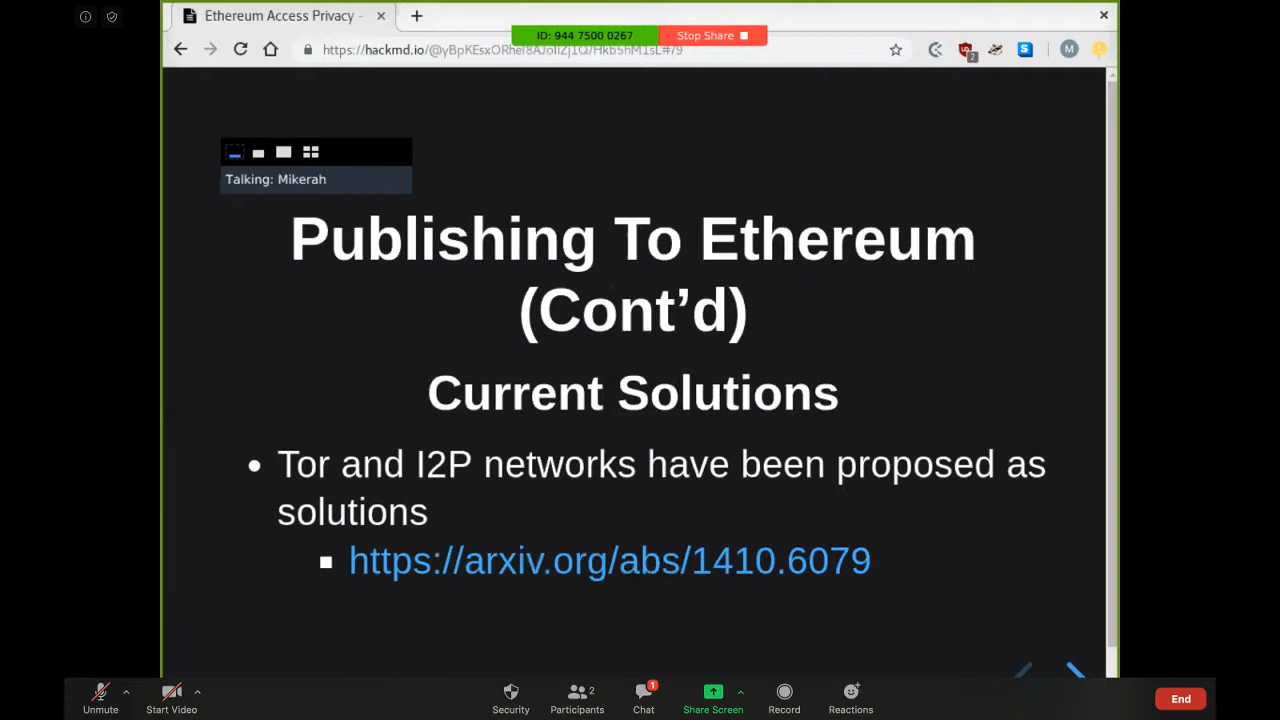 Ethereum Access Privacy -
ID: 944 7500 0267
Stop Share
2
M
Talking: Mikerah
Publishing To Ethereum
(Cont’d)
Current Solutions
Tor and I2P networks have been proposed as
solutions
https://arxiv.org/abs/1410.6079
Unmute
Start Video
Security
2
Participants
1
Chat
Share Screen
Record
Reactions
End